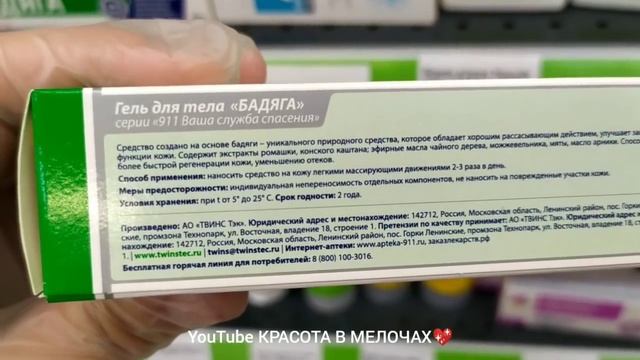 Гель для тела «БАДЯГА»
серии «911 Ваша служба спасения»
Средство создано на основе бадяги – уникального природного средства, которое обладает хорошим рассасывающим действием, улучшает
функции кожи. Содержит экстракты ромашки, конского каштана; эфирные масла чайного дерева, можжевельника, мяты, масло арники.
более быстрой регенерации кожи, уменьшению отеков.
Способ применения: наносить средство на кожу легкими массирующими движениями 2-3 раза в день.
Меры предосторожности: индивидуальная непереносимость отдельных компонентов, не наносить на поврежденные участки кожи.
Условия хранения: при t от 5° до 25° С. Срок годности: 2 года.
Произведено: АО «ТВИНС Тэк». Юридический адрес и местонахождение: 142712, Россия, Московская область, Ленинский район, пос. Горки
Ленинские, промзона Технопарк, ул. Восточная, владение 18, строение 1. Претензии по качеству принимает: АО «ТВИНС Тэк». Юридический адрес и место-
нахождение: 142712, Россия, Московская область, Ленинский район, пос. Горки Ленинские, промзона Технопарк, ул. Восточная, владение 18,
1. | www.twinstec.ru | twins@twinstec.ru | Интернет-аптеки: www.apteka-911.ru, заказлекарств.рф
Бесплатная горячая линия для потребителей: 8 (800) 100-3016.
YouTube КРАСОТА В МЕЛОЧАХ💖